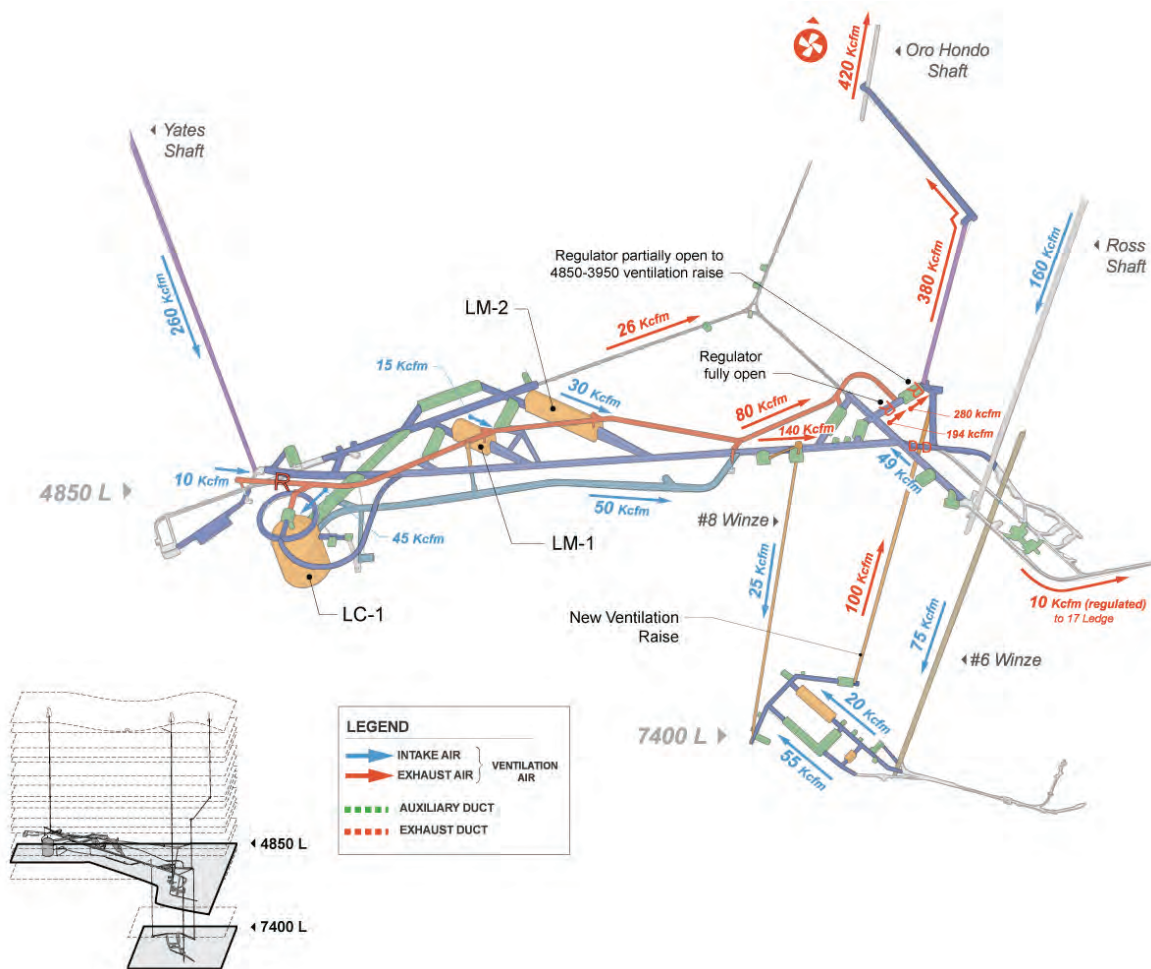 420 Kcfm
Oro Hondo
Shaft
Yates
Shaft
Regulator partially open to
4850-3950 ventilation raise
160 Kcfm
Ross
Shaft
380 Kcfm
260 Kcfm
LM-2
26 Kcfm
Regulator
fully open
15 Kcfm
30 Kcfm
80 Kcfm
280 kcfm
140 Kcfm
194 kcfm
R
10 Kcfm
4850 L
49 Kcfm
50 Kcfm
#8 Winze
45 Kcfm
LM-1
LC-1
25 Kcfm
100 Kcfm
10 Kcfm (regulated)
to 17 Ledge
New Ventilation
Raise
75 Kcfm
#6 Winze
20 Kcfm
7400 L
55 Kcfm
LEGEND
INTAKE AIR
EXHAUST AIR
VENTILATION
AIR
AUXILIARY DUCT
EXHAUST DUCT
4850 L
7400 L